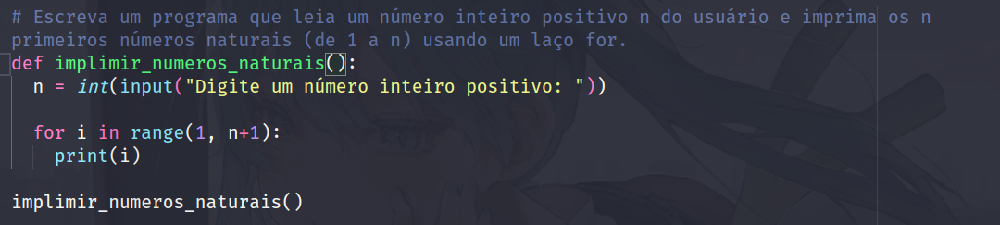 # Escreva um programa que leia um número inteiro positivo n do usuário e imprima os n
primeiros números naturais (de 1 a n) usando um laço for.
def implimir_numeros_naturais():
  n = int(input("Digite um número inteiro positivo: "))
  for i in range(1, n+1):
    print(i)
implimir_numeros_naturais()